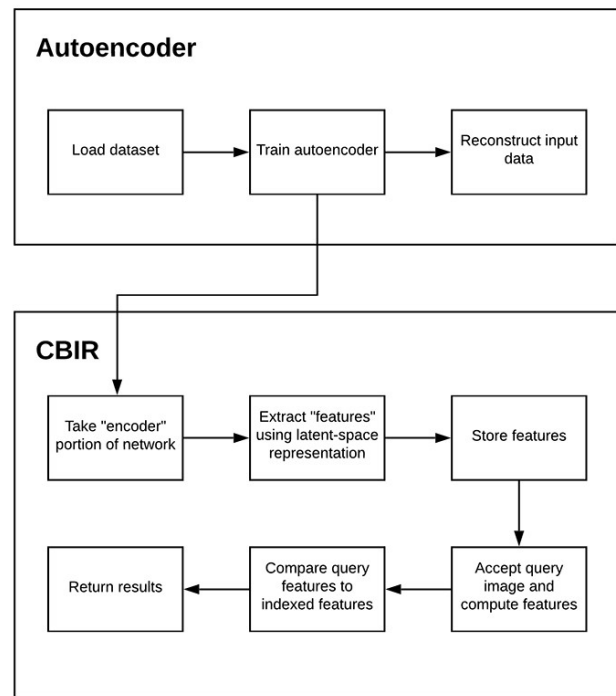 Autoencoder
Load dataset
Train autoencoder
Reconstruct input
data
CBIR
Take "encoder"
portion of network
Extract "features"
using latent-space
representation
Store features
Return results
Compare query
features to
indexed features
Accept query
image and
compute features